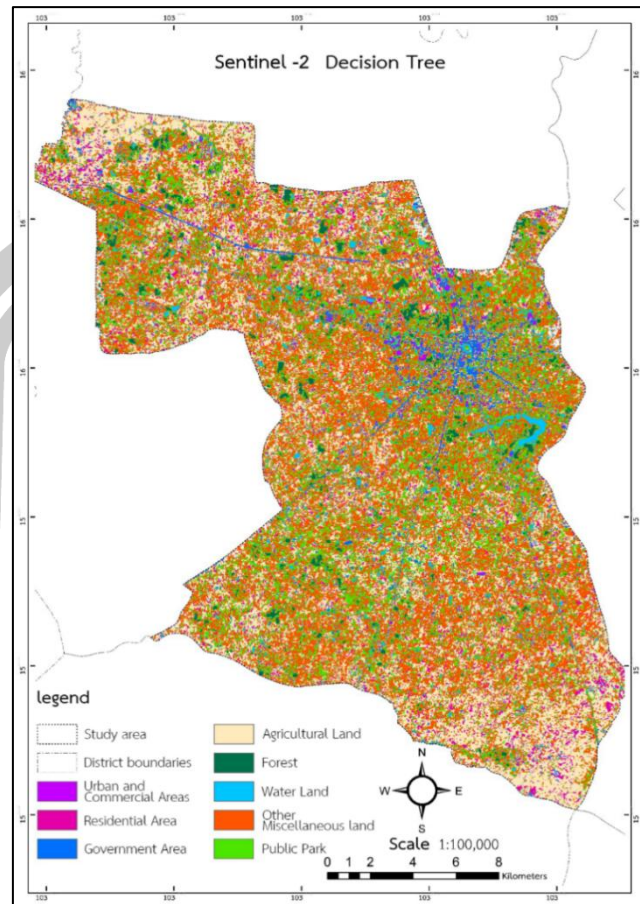 103 103 103 103 103
Sentinel -2 Decision Tree
16 16
16 16
16 16
15 15
15 15
15 15
legend
Study area
District boundaries
Urban and
Commercial Areas
Residential Area
Government Area
Agricultural Land
Forest
Water Land
Other
Miscellaneous land
Public Park
N
W E
S
Scale 1:100,000
0 1 2 4 6 8
Kilometers
103 103 103 103